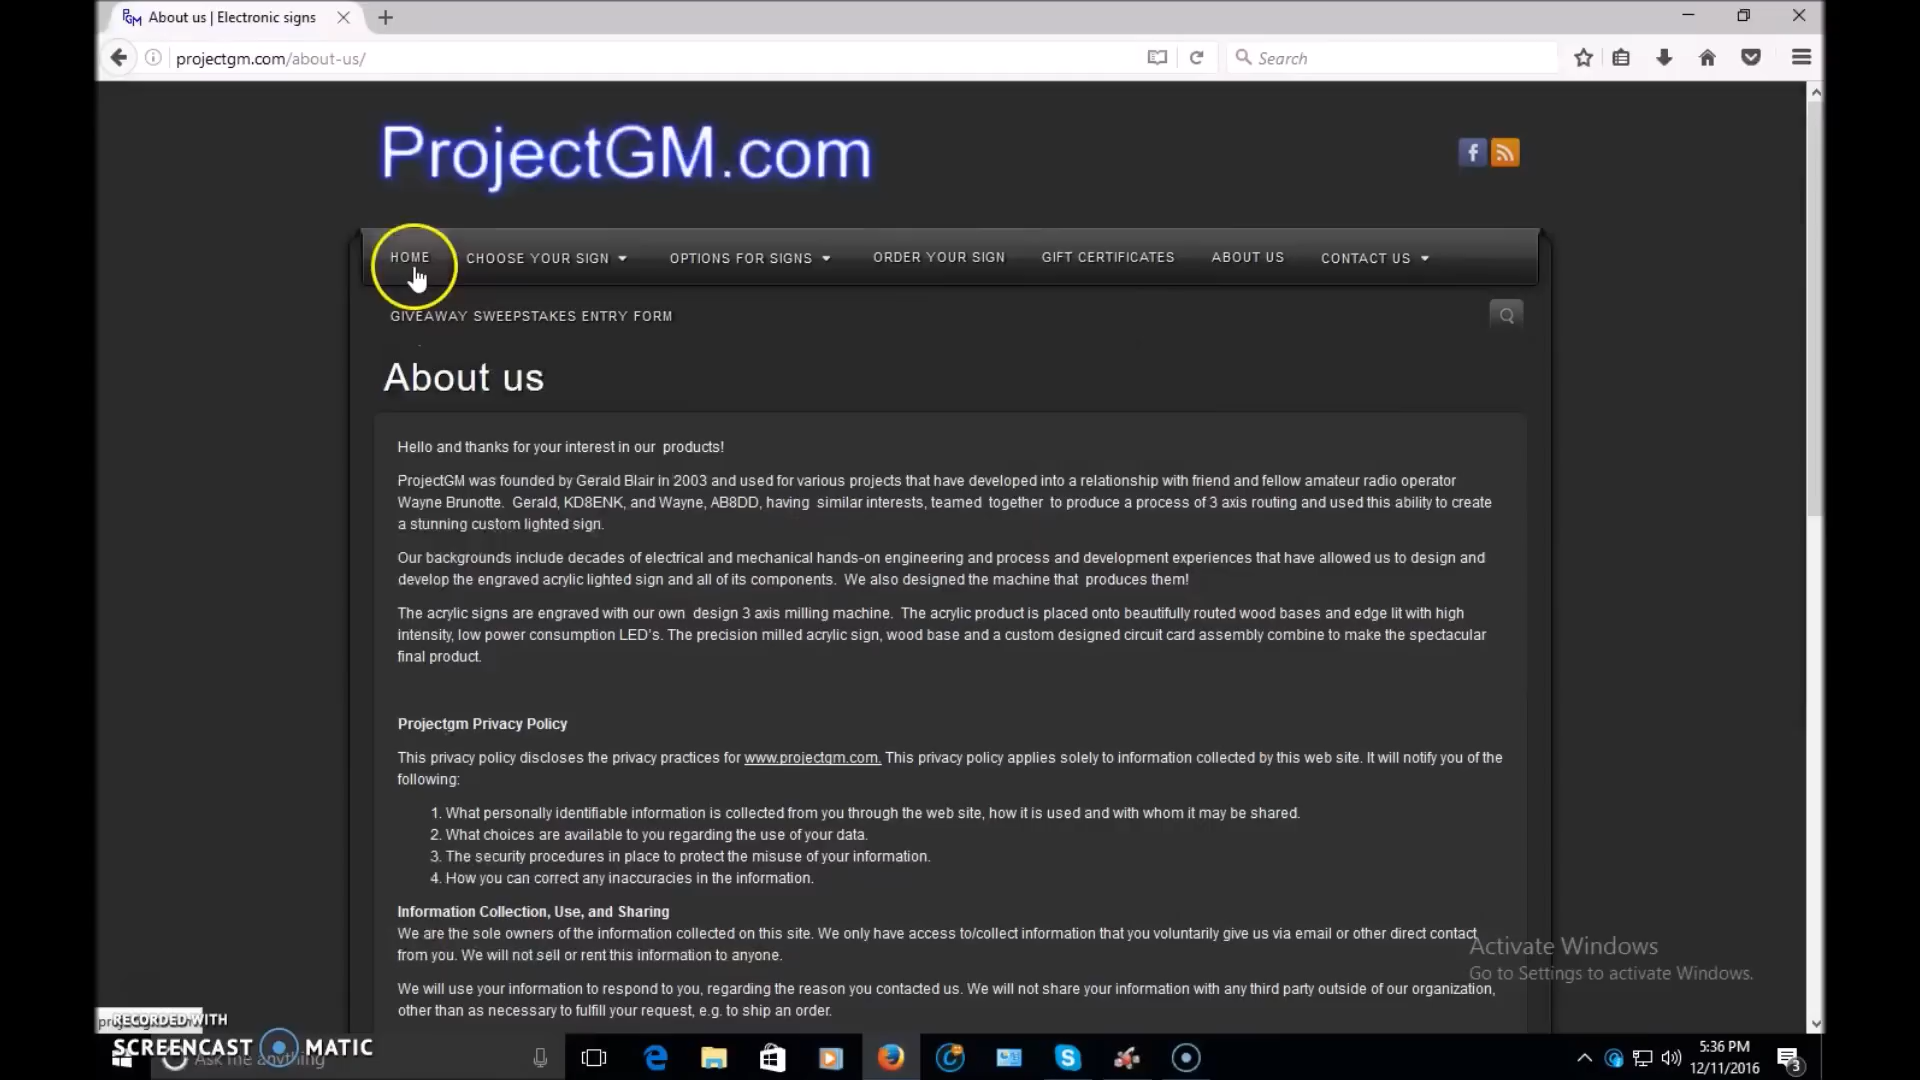 About us | Electronic signs
projectgm.com/about-us/
Search
ProjectGM.com
HOME CHOOSE YOUR SIGN OPTIONS FOR SIGNS ORDER YOUR SIGN GIFT CERTIFICATES ABOUT US CONTACT US
GIVEAWAY SWEEPSTAKES ENTRY FORM
About us
Hello and thanks for your interest in our products!
ProjectGM was founded by Gerald Blair in 2003 and used for various projects that have developed into a relationship with friend and fellow amateur radio operator
Wayne Brunotte. Gerald, KD8ENK, and Wayne, AB8DD, having similar interests, teamed together to produce a process of 3 axis routing and used this ability to create
a stunning custom lighted sign.
Our backgrounds include decades of electrical and mechanical hands-on engineering and process and development experiences that have allowed us to design and
develop the engraved acrylic lighted sign and all of its components. We also designed the machine that produces them!
The acrylic signs are engraved with our own design 3 axis milling machine. The acrylic product is placed onto beautifully routed wood bases and edge lit with high
intensity, low power consumption LED's. The precision milled acrylic sign, wood base and a custom designed circuit card assembly combine to make the spectacular
final product.
Projectgm Privacy Policy
This privacy policy discloses the privacy practices for www.projectgm.com. This privacy policy applies solely to information collected by this web site. It will notify you of the
following:
1. What personally identifiable information is collected from you through the web site, how it is used and with whom it may be shared.
2. What choices are available to you regarding the use of your data.
3. The security procedures in place to protect the misuse of your information.
4. How you can correct any inaccuracies in the information.
Information Collection, Use, and Sharing
We are the sole owners of the information collected on this site. We only have access to/collect information that you voluntarily give us via email or other direct contact
from you. We will not sell or rent this information to anyone.
We will use your information to respond to you, regarding the reason you contacted us. We will not share your information with any third party outside of our organization,
other than as necessary to fulfill your request, e.g. to ship an order.
Activate Windows
Go to Settings to activate Windows.
RECORDED WITH
SCREENCAST MATIC
Ask me anything
5:36 PM
12/11/2016
3